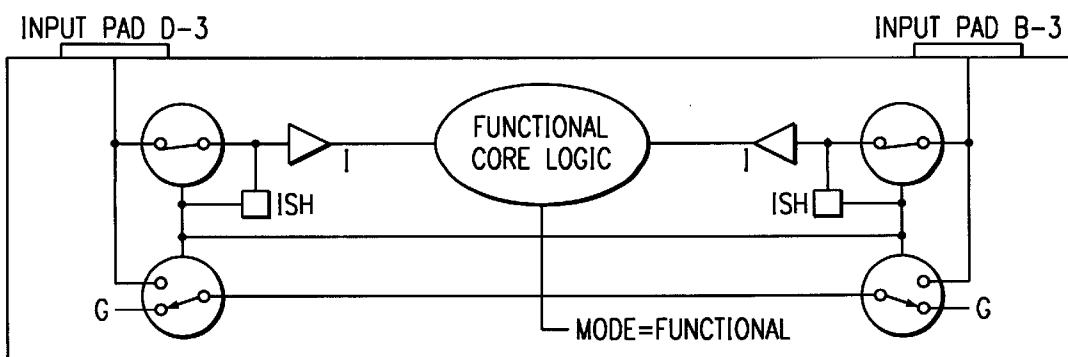 INPUT PAD D-3
INPUT PAD B-3
FUNCTIONAL
CORE LOGIC
I
I
ISH
ISH
G
G
MODE=FUNCTIONAL